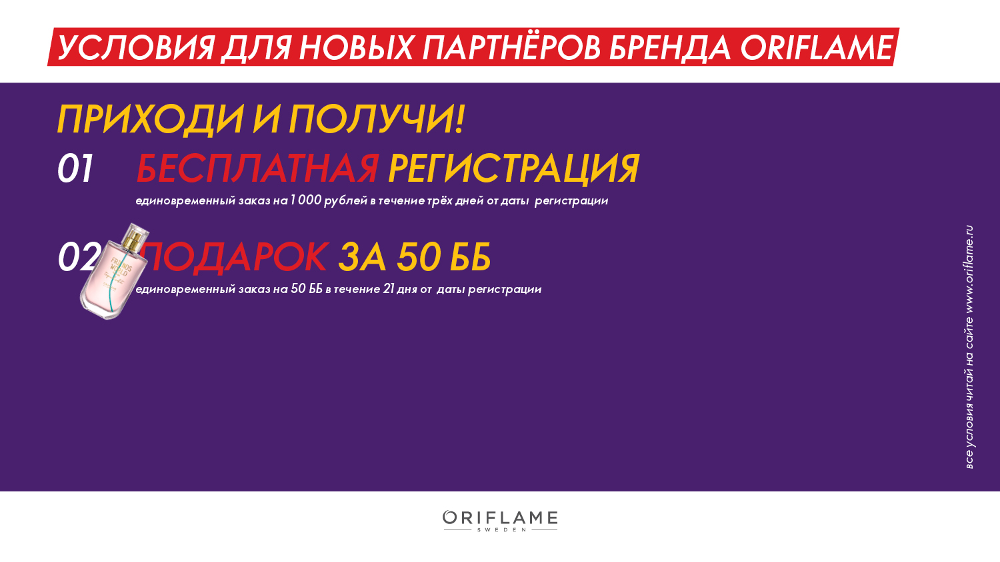 УСЛОВИЯ ДЛЯ НОВЫХ ПАРТНЁРОВ БРЕНДА ORIFLAME
ПРИХОДИ И ПОЛУЧИ!
01 БЕСПЛАТНАЯ РЕГИСТРАЦИЯ
единовременный заказ на 1 000 рублей в течение трёх дней от даты регистрации
02 ПОДАРОК ЗА 50 ББ
единовременный заказ на 50 ББ в течение 21 дня от даты регистрации
FRIENDS
WORLD
все условия читай на сайте www.oriflame.ru
ORIFLAME
SWEDEN